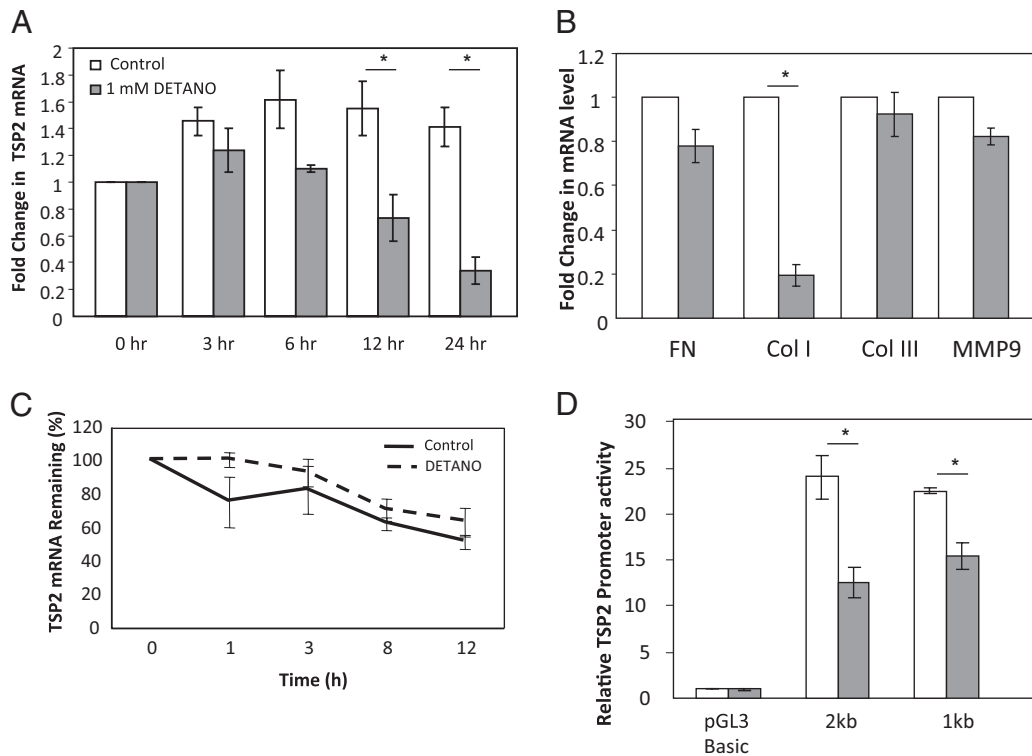 A
Fold Change in TSP2 mRNA
2
1.8
1.6
1.4
1.2
1
0.8
0.6
0.4
0.2
0
Control
1 mM DETANO
*
*
0 hr
3 hr
6 hr
12 hr
24 hr
B
Fold Change in mRNA level
1.2
1
0.8
0.6
0.4
0.2
0
*
FN
Col I
Col III
MMP9
C
TSP2 mRNA Remaining (%)
120
100
80
60
40
20
0
Control
DETANO
0
1
3
8
12
Time (h)
D
Relative TSP2 Promoter activity
30
25
20
15
10
5
0
*
*
pGL3
Basic
2kb
1kb